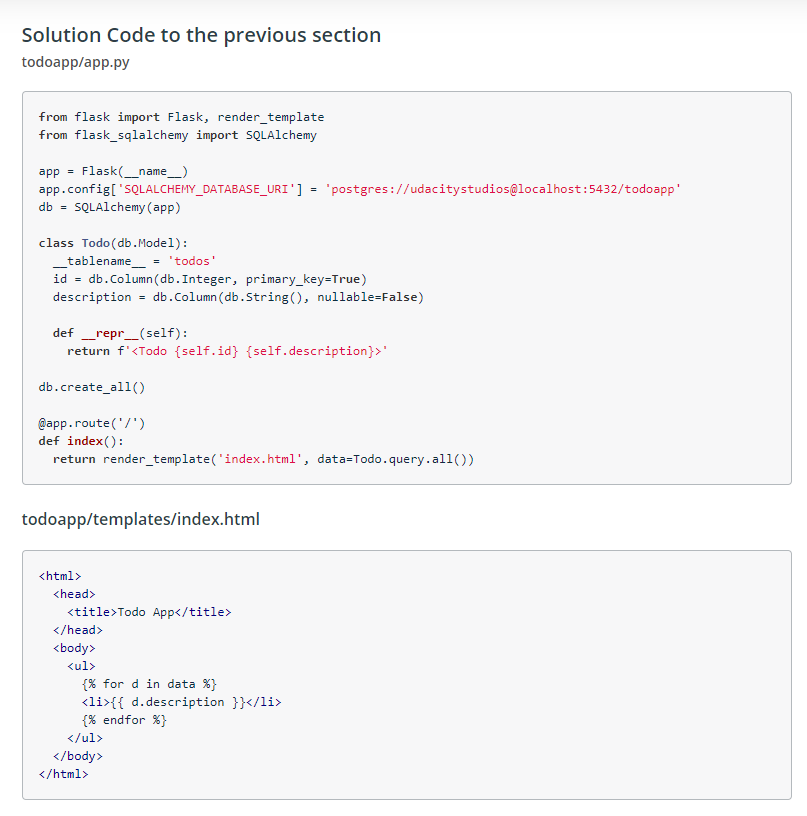 Solution Code to the previous section
todoapp/app.py
from flask import Flask, render_template
from flask_sqlalchemy import SQLAlchemy
app = Flask(__name__)
app.config['SQLALCHEMY_DATABASE_URI'] = 'postgres://udacitystudios@localhost:5432/todoapp'
db = SQLAlchemy(app)
class Todo(db.Model):
  __tablename__ = 'todos'
  id = db.Column(db.Integer, primary_key=True)
  description = db.Column(db.String(), nullable=False)
  def __repr__(self):
    return f'<Todo {self.id} {self.description}>'
db.create_all()
@app.route('/')
def index():
  return render_template('index.html', data=Todo.query.all())
todoapp/templates/index.html
<html>
  <head>
    <title>Todo App</title>
  </head>
  <body>
    <ul>
      {% for d in data %}
      <li>{{ d.description }}</li>
      {% endfor %}
    </ul>
  </body>
</html>